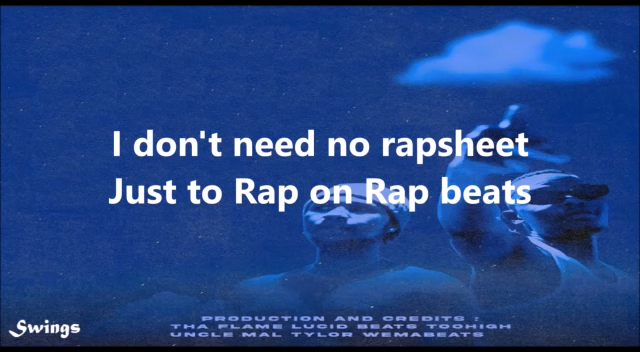 I don't need no rapsheet
Just to Rap on Rap beats
PRODUCTION AND CREDITS :
THA FLAME LUCID BEATS TOOHIGH
UNCLE MAL TYLOR WEMABEATS
Swings